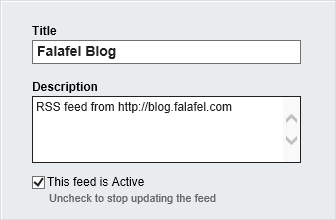 Title
Falafel Blog
Description
RSS feed from http://blog.falafel.com
This feed is Active
Uncheck to stop updating the feed